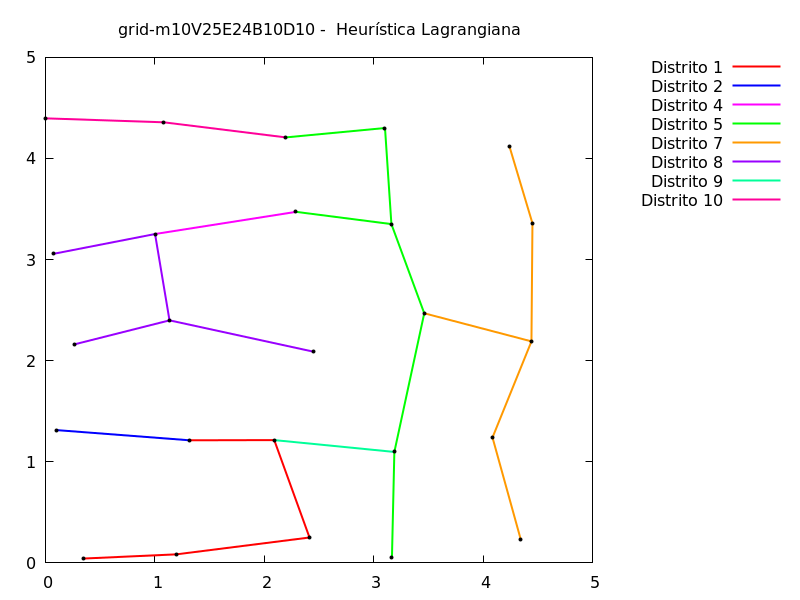 grid-m10V25E24B10D10 - Heurística Lagrangiana
5
4
3
2
1
0
0 1 2 3 4 5
Distrito 1
Distrito 2
Distrito 4
Distrito 5
Distrito 7
Distrito 8
Distrito 9
Distrito 10